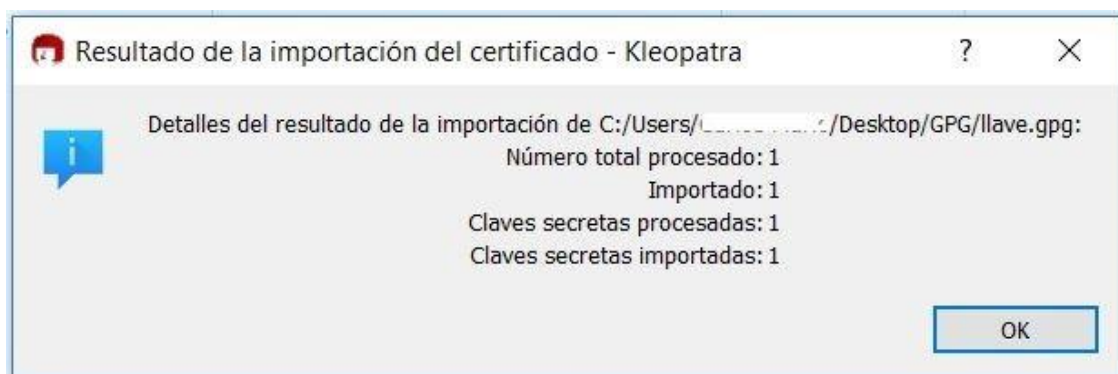 Resultado de la importación del certificado - Kleopatra ? X
Detalles del resultado de la importación de C:/Users/ /Desktop/GPG/llave.gpg:
Número total procesado: 1
Importado: 1
Claves secretas procesadas: 1
Claves secretas importadas: 1
OK